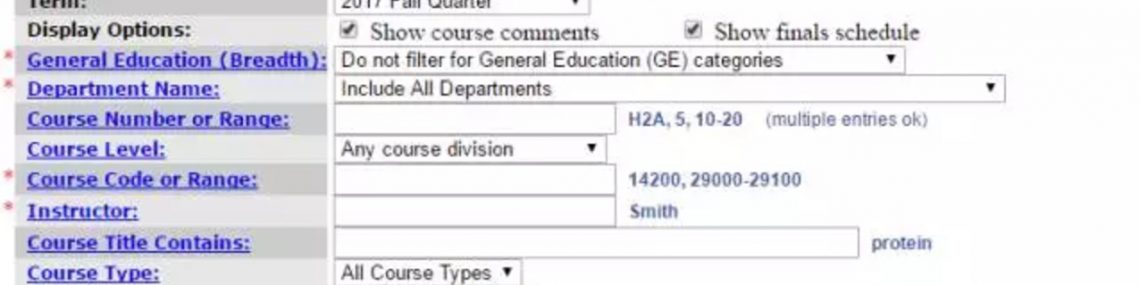 Term: 2017 Fall Quarter
Display Options: Show course comments Show finals schedule
* General Education (Breadth): Do not filter for General Education (GE) categories
* Department Name: Include All Departments
Course Number or Range: H2A, 5, 10-20 (multiple entries ok)
Course Level: Any course division
* Course Code or Range: 14200, 29000-29100
* Instructor: Smith
Course Title Contains: protein
Course Type: All Course Types